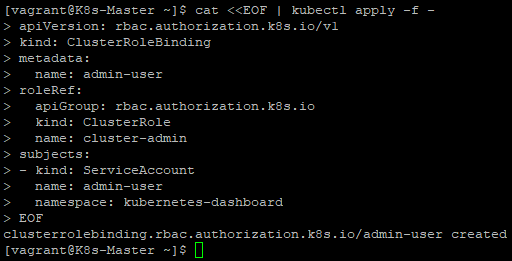 [vagrant@K8s-Master ~]$ cat <<EOF | kubectl apply -f -
> apiVersion: rbac.authorization.k8s.io/v1
> kind: ClusterRoleBinding
> metadata:
>   name: admin-user
> roleRef:
>   apiGroup: rbac.authorization.k8s.io
>   kind: ClusterRole
>   name: cluster-admin
> subjects:
> - kind: ServiceAccount
>   name: admin-user
>   namespace: kubernetes-dashboard
> EOF
clusterrolebinding.rbac.authorization.k8s.io/admin-user created
[vagrant@K8s-Master ~]$